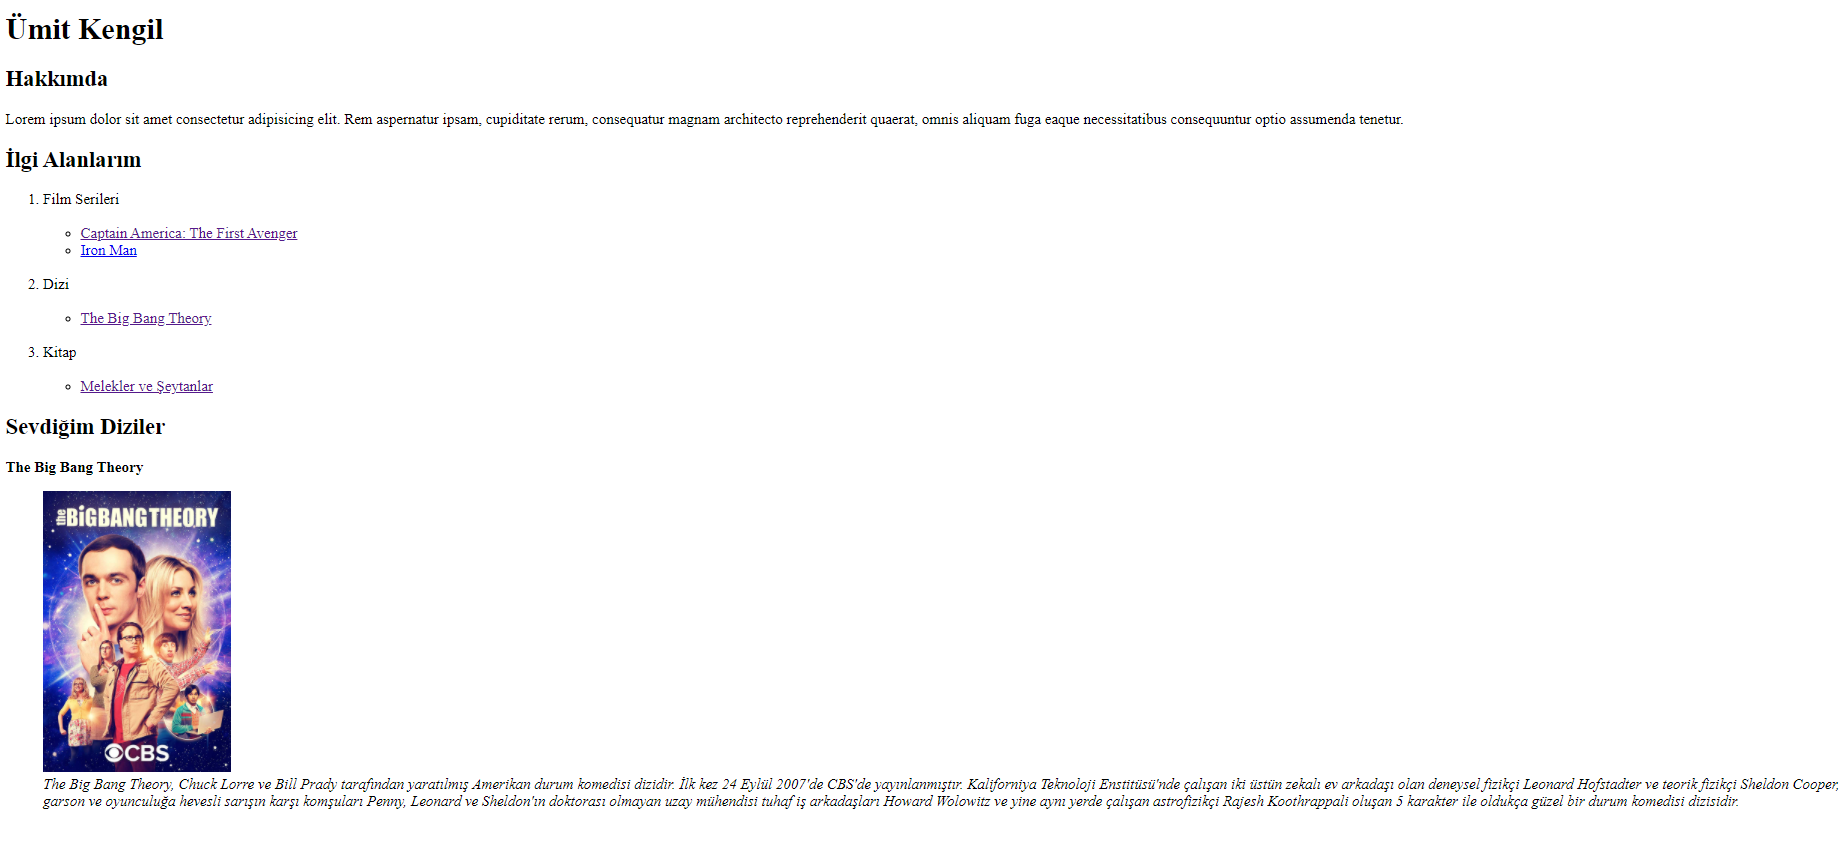 Ümit Kengil
Hakkımda
Lorem ipsum dolor sit amet consectetur adipisicing elit. Rem aspernatur ipsam, cupiditate rerum, consequatur magnam architecto reprehenderit quaerat, omnis aliquam fuga eaque necessitatibus consequuntur optio assumenda tenetur.
İlgi Alanlarım
1. Film Serileri
Captain America: The First Avenger
Iron Man
2. Dizi
The Big Bang Theory
3. Kitap
Melekler ve Şeytanlar
Sevdiğim Diziler
The Big Bang Theory
the BiGBANG THEORY
CBS
The Big Bang Theory, Chuck Lorre ve Bill Prady tarafından yaratılmış Amerikan durum komedisi dizidir. İlk kez 24 Eylül 2007'de CBS'de yayınlanmıştır. Kaliforniya Teknoloji Enstitüsü'nde çalışan iki üstün zekalı ev arkadaşı olan deneysel fizikçi Leonard Hofstadter ve teorik fizikçi Sheldon Cooper,
garson ve oyunculuğa hevesli sarışın karşı komşuları Penny, Leonard ve Sheldon'ın doktorası olmayan uzay mühendisi tuhaf iş arkadaşları Howard Wolowitz ve yine aynı yerde çalışan astrofizikçi Rajesh Koothrappali oluşan 5 karakter ile oldukça güzel bir durum komedisi dizisidir.